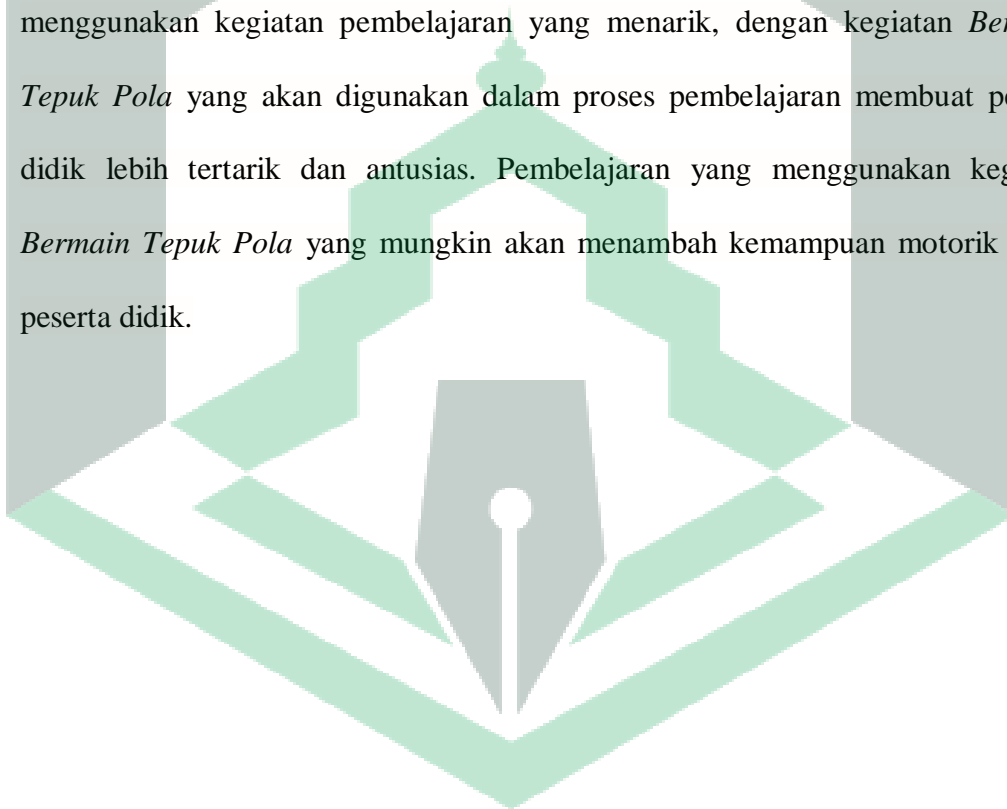 menggunakan kegiatan pembelajaran yang menarik, dengan kegiatan
Tepuk Pola yang akan digunakan dalam proses pembelajaran membuat
didik lebih tertarik dan antusias. Pembelajaran yang menggunakan
Bermain Tepuk Pola yang mungkin akan menambah kemampuan motorik
peserta didik.